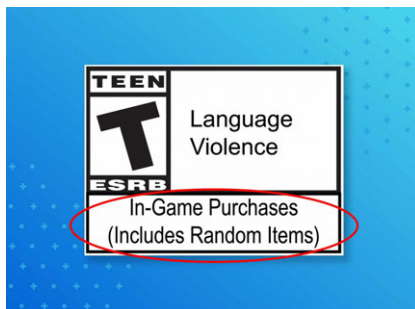 TEEN
T
ESRB
Language
Violence
In-Game Purchases
(Includes Random Items)